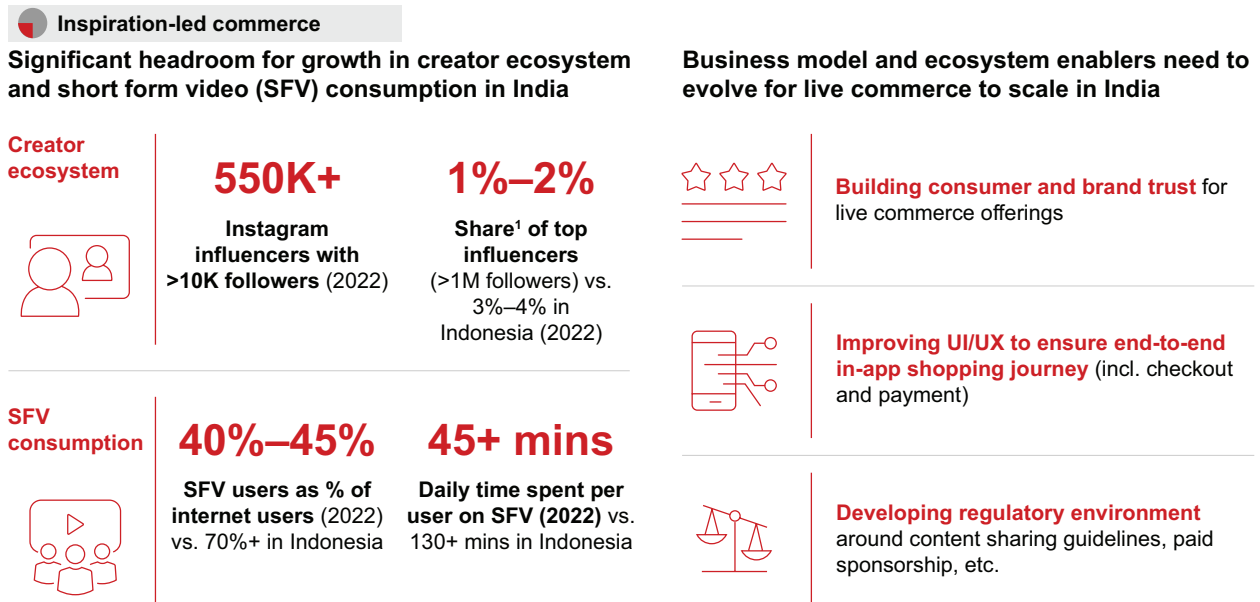 Inspiration-led commerce
Significant headroom for growth in creator ecosystem
and short form video (SFV) consumption in India
Creator
ecosystem
550K+
Instagram
influencers with
>10K followers (2022)
1%–2%
Share¹ of top
influencers
(>1M followers) vs.
3%–4% in
Indonesia (2022)
SFV
consumption
40%–45%
SFV users as % of
internet users (2022)
vs. 70%+ in Indonesia
45+ mins
Daily time spent per
user on SFV (2022) vs.
130+ mins in Indonesia
Business model and ecosystem enablers need to
evolve for live commerce to scale in India
Building consumer and brand trust for
live commerce offerings
Improving UI/UX to ensure end-to-end
in-app shopping journey (incl. checkout
and payment)
Developing regulatory environment
around content sharing guidelines, paid
sponsorship, etc.